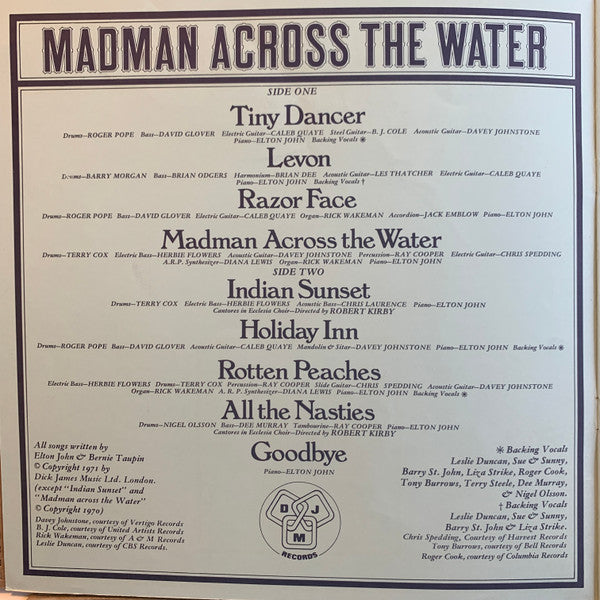 MADMAN ACROSS THE WATER
SIDE ONE
Tiny Dancer
Drums—ROGER POPE Bass—DAVID GLOVER Electric Guitar—CALEB QUAYE Steel Guitar—B. J. COLE Acoustic Guitar—DAVEY JOHNSTONE
Piano—ELTON JOHN Backing Vocals ※
Levon
Drums—BARRY MORGAN Bass—BRIAN ODGERS Harmonium—BRIAN DEE Acoustic Guitar—LES THATCHER Electric Guitar—CALEB QUAYE
Piano—ELTON JOHN Backing Vocals †
Razor Face
Drums—ROGER POPE Bass—DAVID GLOVER Electric Guitar—CALEB QUAYE Organ—RICK WAKEMAN Accordion—JACK EMBLOW Piano—ELTON JOHN
Madman Across the Water
Drums—TERRY COX Electric Bass—HERBIE FLOWERS Acoustic Guitar—DAVEY JOHNSTONE Percussion—RAY COOPER Electric Guitar—CHRIS SPEDDING
A.R.P. Synthesizer—DIANA LEWIS Organ—RICK WAKEMAN Piano—ELTON JOHN
SIDE TWO
Indian Sunset
Drums—TERRY COX Electric Bass—HERBIE FLOWERS Acoustic Bass—CHRIS LAURENCE Piano—ELTON JOHN
Cantores in Ecclesia Choir—Directed by ROBERT KIRBY
Holiday Inn
Drums—ROGER POPE Bass—DAVID GLOVER Acoustic Guitar—CALEB QUAYE Mandolin & Sitar—DAVEY JOHNSTONE Piano—ELTON JOHN Backing Vocals ※
Rotten Peaches
Electric Bass—HERBIE FLOWERS Drums—TERRY COX Percussion—RAY COOPER Slide Guitar—CHRIS SPEDDING Acoustic Guitar—DAVEY JOHNSTONE
Organ—RICK WAKEMAN A. R. P. Synthesizer—DIANA LEWIS Piano—ELTON JOHN Backing Vocals ※
All the Nasties
Drums—NIGEL OLSSON Bass—DEE MURRAY Tambourine—RAY COOPER Piano—ELTON JOHN
Cantores in Ecclesia Choir—Directed by ROBERT KIRBY
Goodbye
Piano—ELTON JOHN
All songs written by
Elton John & Bernie Taupin
© Copyright 1971 by
Dick James Music Ltd. London.
(except "Indian Sunset" and
"Madman across the Water"
© Copyright 1970)
Davey Johnstone, courtesy of Vertigo Records
B. J. Cole, courtesy of United Artists Records
Rick Wakeman, courtesy of A & M Records
Leslie Duncan, courtesy of CBS Records.
DJM
RECORDS
※ Backing Vocals
Leslie Duncan, Sue & Sunny,
Barry St. John, Liza Strike, Roger Cook,
Tony Burrows, Terry Steele, Dee Murray,
& Nigel Olsson.
† Backing Vocals
Leslie Duncan, Sue & Sunny,
Barry St. John & Liza Strike.
Chris Spedding, Courtesy of Harvest Records
Tony Burrows, courtesy of Bell Records
Roger Cook, courtesy of Columbia Records